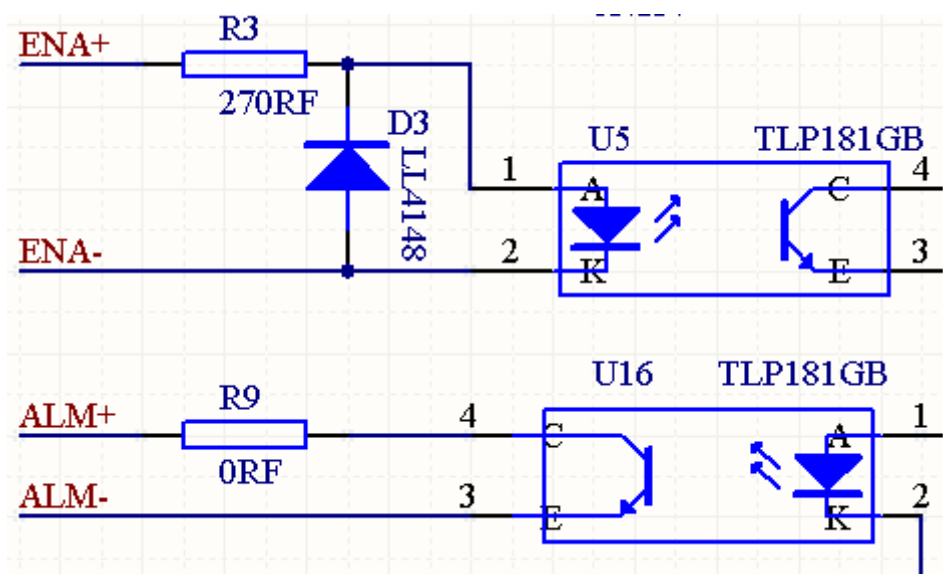 R3
ENA+
270RF
D3
LL4148
U5
TLP181GB
1
A
C
4
ENA-
2
K
E
3
U16
TLP181GB
R9
ALM+
4
C
A
1
0RF
ALM-
3
E
K
2